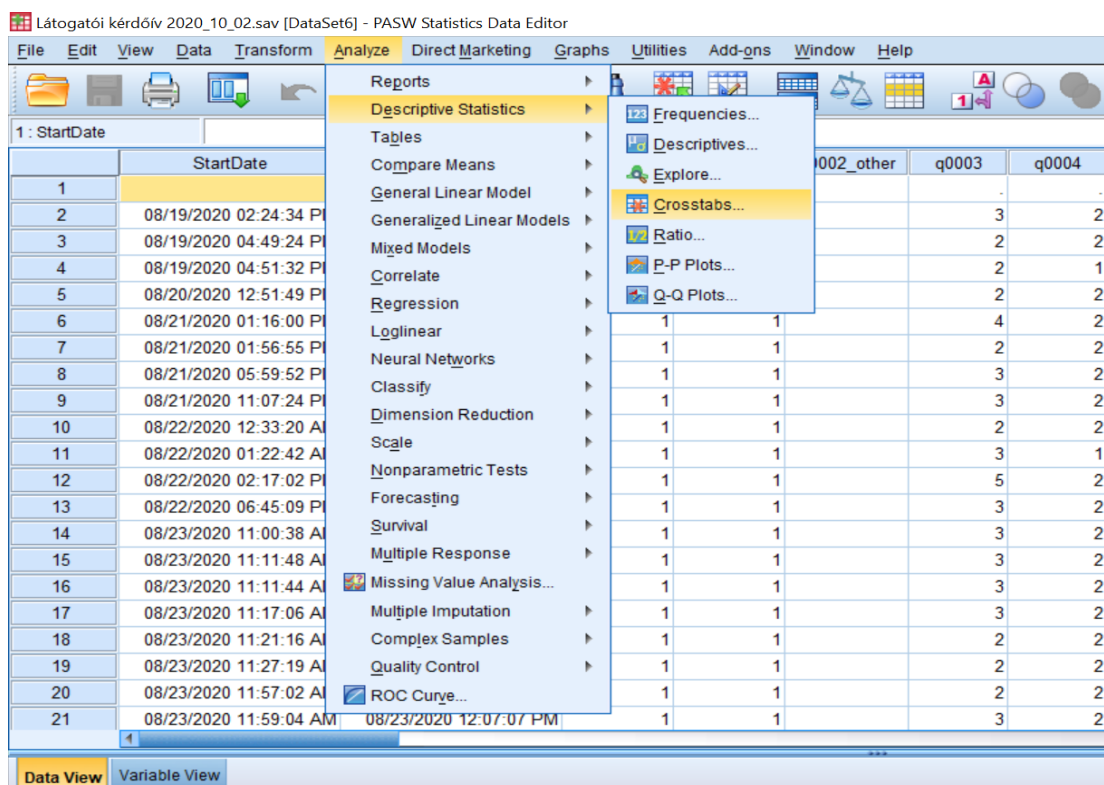 Látogatói kérdőív 2020_10_02.sav [DataSet6] - PASW Statistics Data Editor
File Edit View Data Transform Analyze Direct Marketing Graphs Utilities Add-ons Window Help
A
1
1 : StartDate
StartDate q0003 q0004
Reports
Descriptive Statistics
Tables
Compare Means
General Linear Model
Generalized Linear Models
Mixed Models
Correlate
Regression
Loglinear
Neural Networks
Classify
Dimension Reduction
Scale
Nonparametric Tests
Forecasting
Survival
Multiple Response
Missing Value Analysis...
Multiple Imputation
Complex Samples
Quality Control
ROC Curve...
123 Frequencies...
Descriptives...
Explore...
Crosstabs...
1/2 Ratio...
P-P Plots...
Q-Q Plots...
1 . .
2 08/19/2020 02:24:34 3 2
3 08/19/2020 04:49:24 2 2
4 08/19/2020 04:51:32 2 1
5 08/20/2020 12:51:49 2 2
6 08/21/2020 01:16:00 1 1 4 2
7 08/21/2020 01:56:55 1 1 2 2
8 08/21/2020 05:59:52 1 1 3 2
9 08/21/2020 11:07:24 1 1 3 2
10 08/22/2020 12:33:20 1 1 2 2
11 08/22/2020 01:22:42 1 1 3 1
12 08/22/2020 02:17:02 1 1 5 2
13 08/22/2020 06:45:09 1 1 3 2
14 08/23/2020 11:00:38 1 1 3 2
15 08/23/2020 11:11:48 1 1 3 2
16 08/23/2020 11:11:44 1 1 3 2
17 08/23/2020 11:17:06 1 1 3 2
18 08/23/2020 11:21:16 1 1 2 2
19 08/23/2020 11:27:19 1 1 2 2
20 08/23/2020 11:57:02 1 1 2 2
21 08/23/2020 11:59:04 AM 08/23/2020 12:07:07 PM 1 1 3 2
Data View Variable View